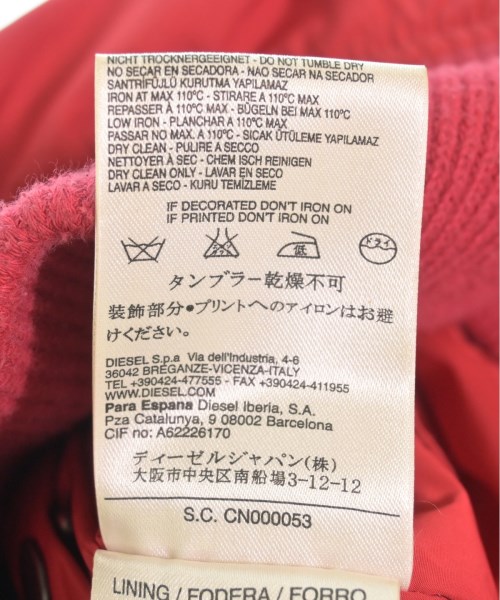 NICHT TROCKNERGEEIGNET - DO NOT TUMBLE DRY
NO SECAR EN SECADORA - NAO SECAR NA SECADOR
SANTRİFÜJLÜ KURUTMA YAPILAMAZ
IRON AT MAX 110°C - STIRARE A 110°C MAX
REPASSER À 110°C MAX - BÜGELN BEI MAX 110°C
LOW IRON - PLANCHAR A 110°C MAX
PASSAR NO MAX. A 110°C - SICAK ÜTÜLEME YAPILAMAZ
DRY CLEAN - PULIRE A SECCO
NETTOYER À SEC - CHEM ISCH REINIGEN
DRY CLEAN ONLY - LAVAR EN SECO
LAVAR A SECO - KURU TEMİZLEME
IF DECORATED DON'T IRON ON
IF PRINTED DON'T IRON ON
低
ドライ
タンブラー乾燥不可
装飾部分●プリントへのアイロンはお避
けください。
DIESEL S.p.a Via dell'Industria, 4-6
36042 BREGANZE-VICENZA-ITALY
TEL +390424-477555 - FAX +390424-411955
WWW.DIESEL.COM
Para Espana Diesel Iberia, S.A.
Pza Catalunya, 9 08002 Barcelona
CIF no: A62226170
ディーゼルジャパン(株)
大阪市中央区南船場3-12-12
S.C. CN000053
LINING / FODERA / FORRO